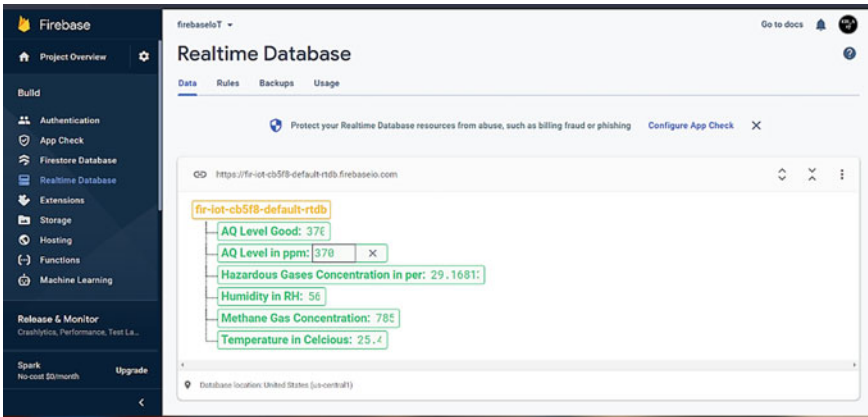 Firebase
firebaseIoT
Go to docs
Project Overview
Realtime Database
Data Rules Backups Usage
Build
Protect your Realtime Database resources from abuse, such as billing fraud or phishing Configure App Check
Authentication
App Check
Firestore Database
Realtime Database
Extensions
Storage
Hosting
Functions
Machine Learning
https://fir-iot-cb5f8-default-rtdb.firebaseio.com
fir-iot-cb5f8-default-rtdb
AQ Level Good: 370
AQ Level in ppm: 370
Hazardous Gases Concentration in per: 29.1681
Humidity in RH: 56
Methane Gas Concentration: 785
Temperature in Celcious: 25.4
Release & Monitor
Crashlytics, Performance, Test La...
Spark
No-cost $0/month
Upgrade
Database location: United States (us-central1)